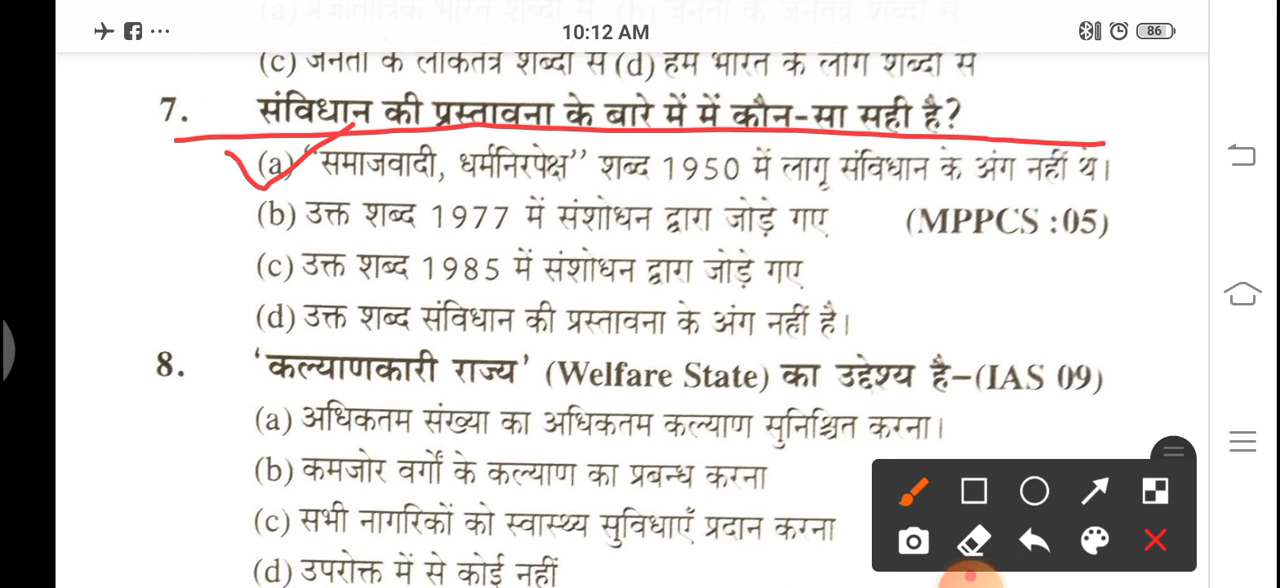 10:12 AM
86
(c) जनता के लोकतंत्र शब्दों से (d) हम भारत के लोग शब्दों से
7. संविधान की प्रस्तावना के बारे में में कौन-सा सही है?
(a) "समाजवादी, धर्मनिरपेक्ष" शब्द 1950 में लागू संविधान के अंग नहीं थे।
(b) उक्त शब्द 1977 में संशोधन द्वारा जोड़े गए (MPPCS :05)
(c) उक्त शब्द 1985 में संशोधन द्वारा जोड़े गए
(d) उक्त शब्द संविधान की प्रस्तावना के अंग नहीं है।
8. 'कल्याणकारी राज्य' (Welfare State) का उद्देश्य है–(IAS 09)
(a) अधिकतम संख्या का अधिकतम कल्याण सुनिश्चित करना।
(b) कमजोर वर्गों के कल्याण का प्रबन्ध करना
(c) सभी नागरिकों को स्वास्थ्य सुविधाएँ प्रदान करना
(d) उपरोक्त में से कोई नहीं